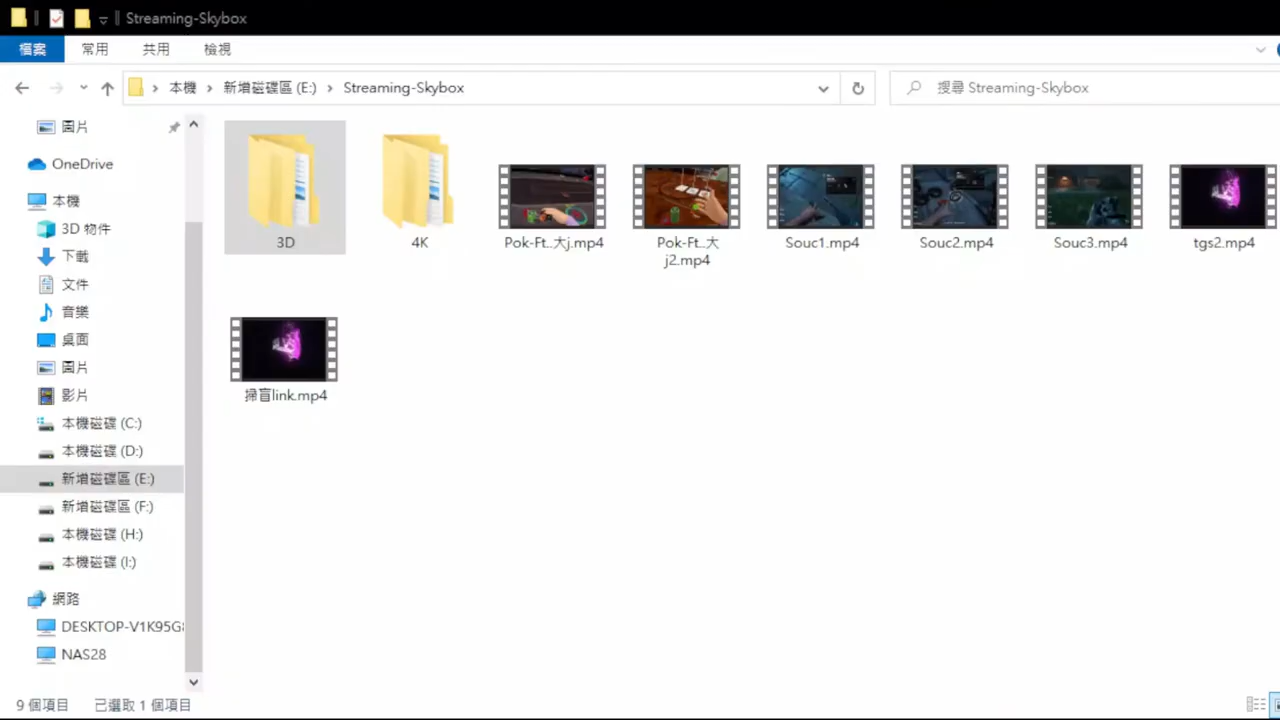 Streaming-Skybox
檔案 常用 共用 檢視
本機 新增磁碟區 (E:) Streaming-Skybox
搜尋 Streaming-Skybox
圖片
OneDrive
本機
3D 物件
下載
文件
音樂
桌面
圖片
影片
本機磁碟 (C:)
本機磁碟 (D:)
新增磁碟區 (E:)
新增磁碟區 (F:)
本機磁碟 (H:)
本機磁碟 (I:)
網路
DESKTOP-V1K95G
NAS28
3D
4K
Pok-Ft..大j.mp4
Pok-Ft..大
j2.mp4
Souc1.mp4
Souc2.mp4
Souc3.mp4
tgs2.mp4
掃盲link.mp4
9 個項目 已選取 1 個項目